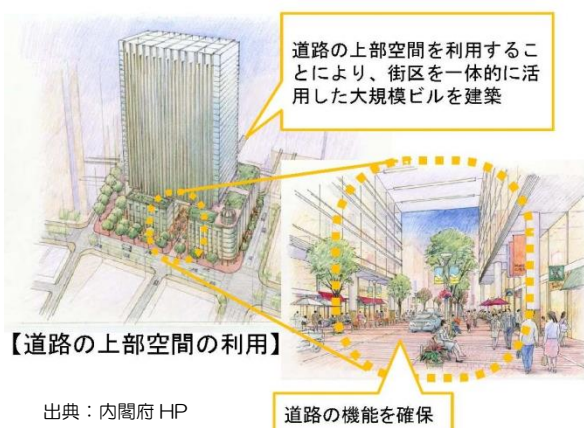 道路の上部空間を利用するこ
とにより、街区を一体的に活
用した大規模ビルを建築
【道路の上部空間の利用】
出典：内閣府 HP
道路の機能を確保